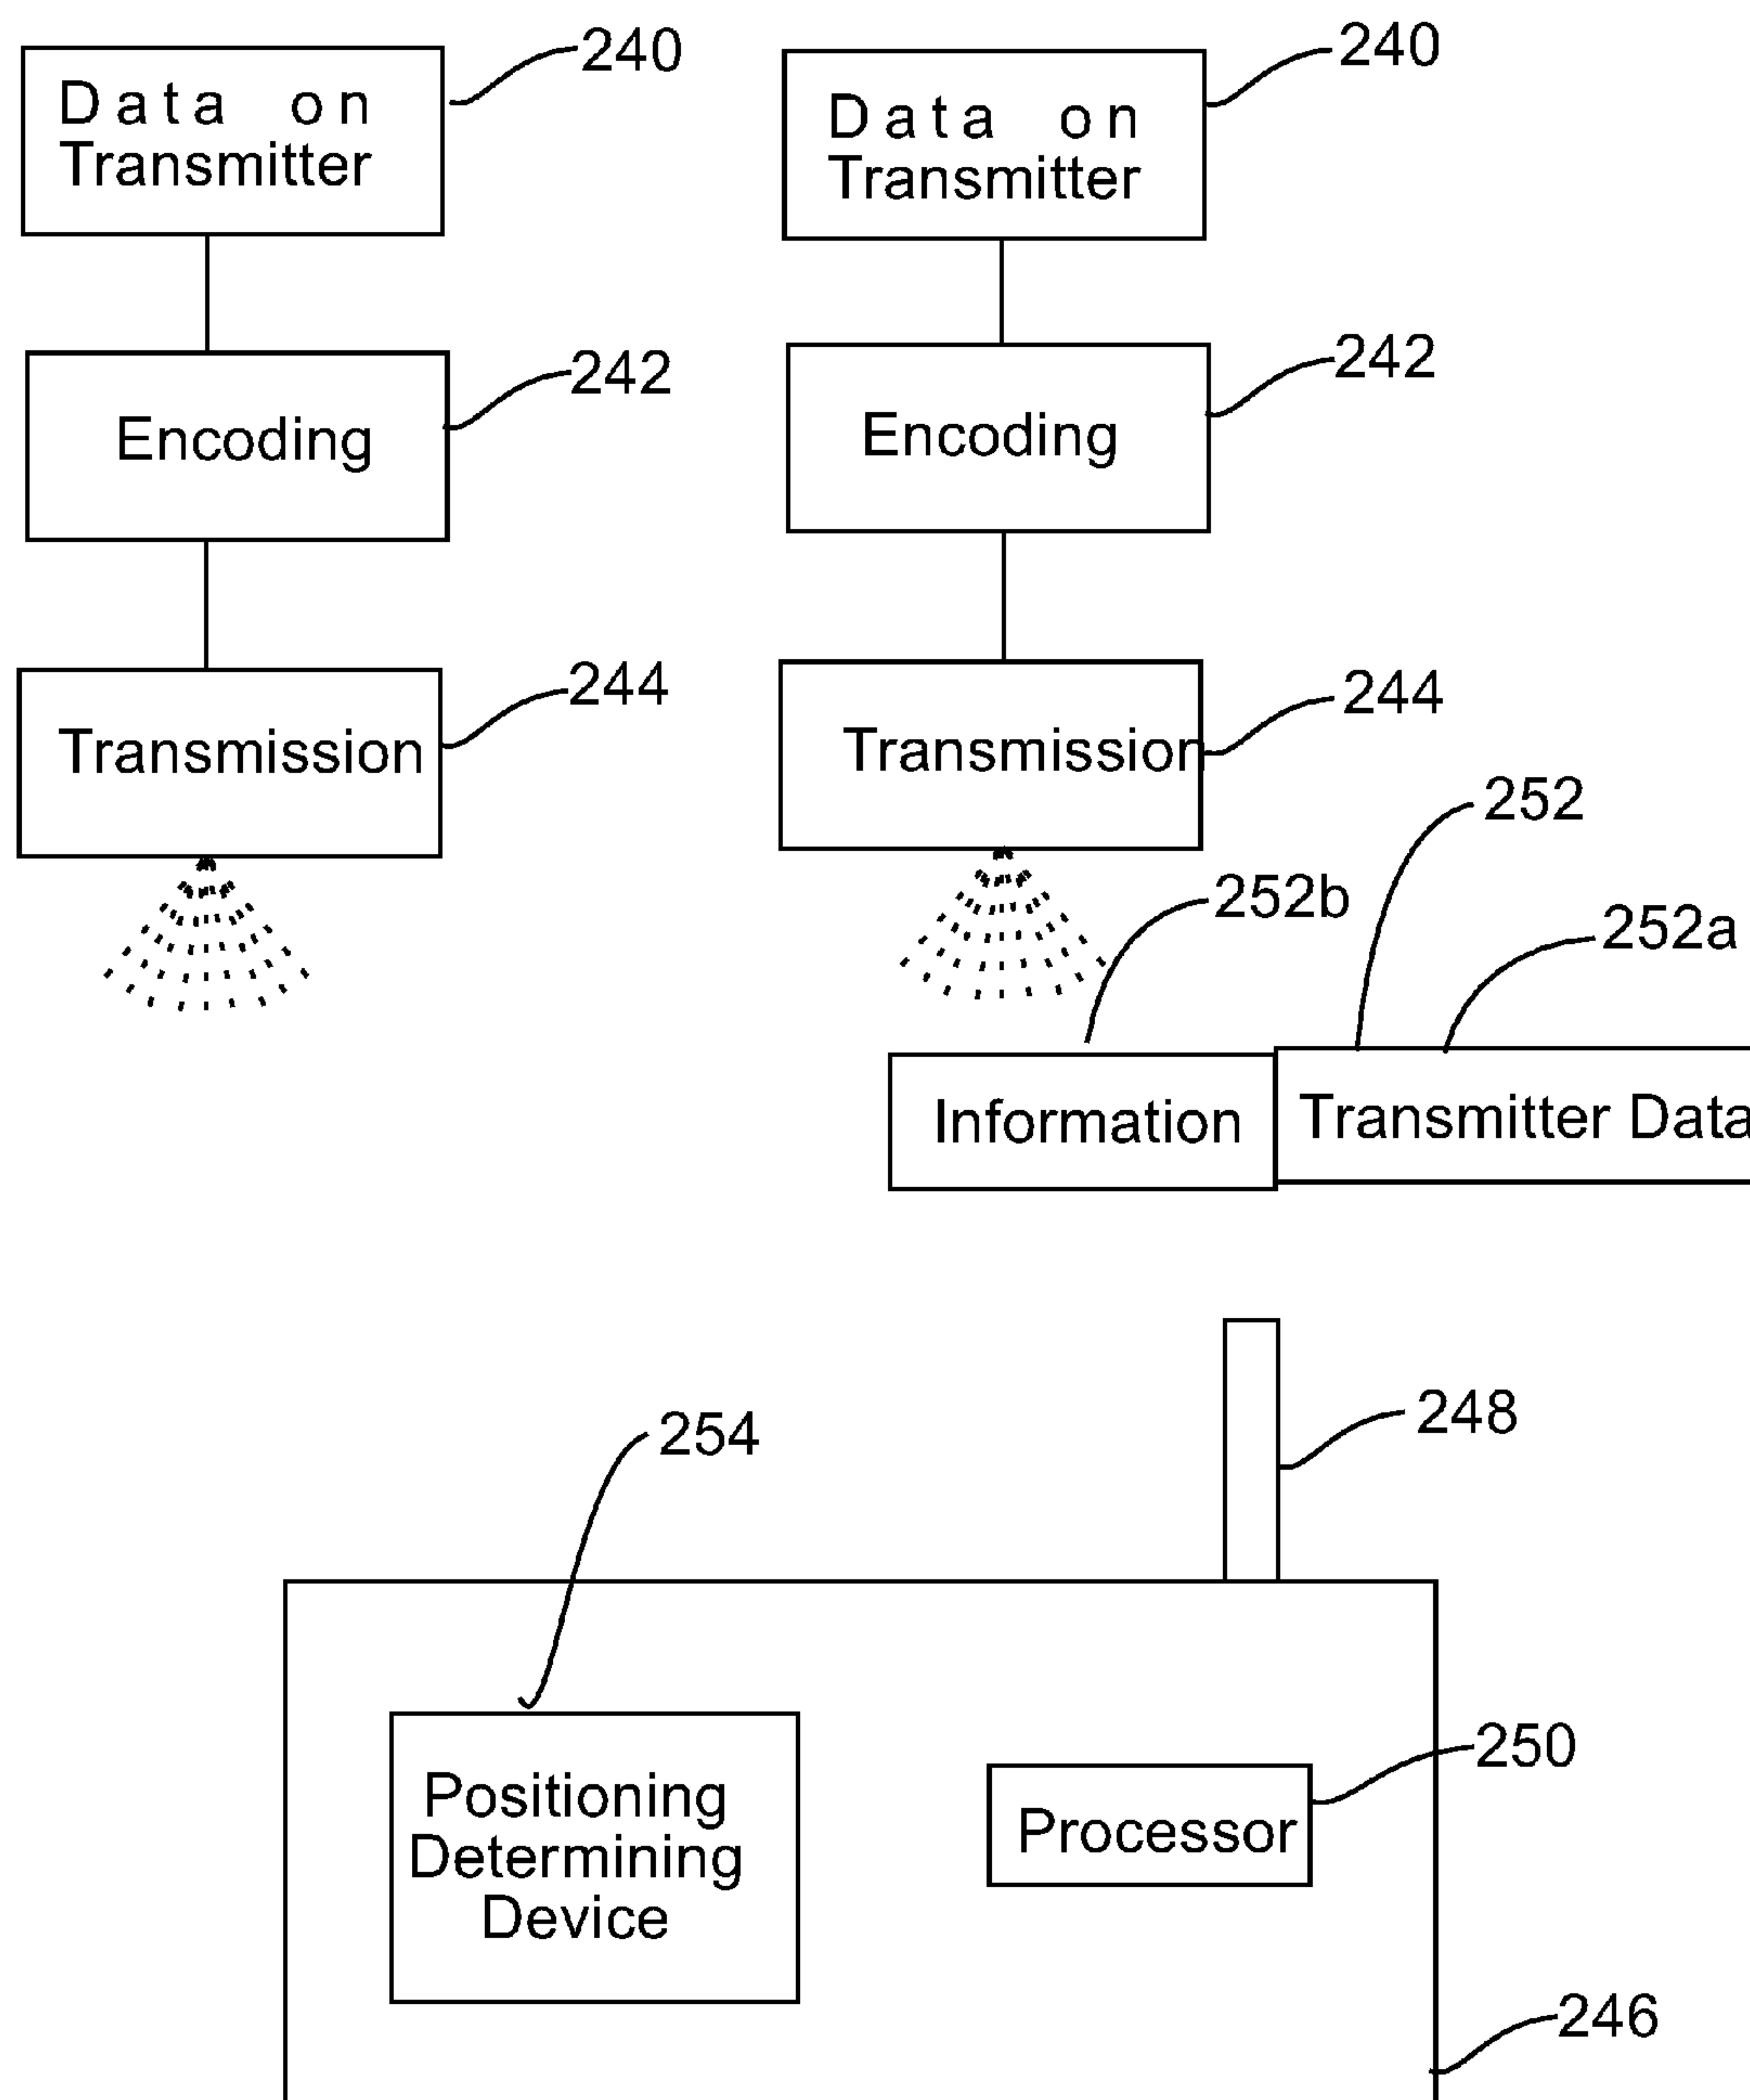 240
240
Data on
Transmitter
Data on
Transmitter
242
242
Encoding
Encoding
244
244
Transmission
Transmission
252
252b
252a
Information
Transmitter Data
248
254
250
Positioning
Determining
Device
Processor
246